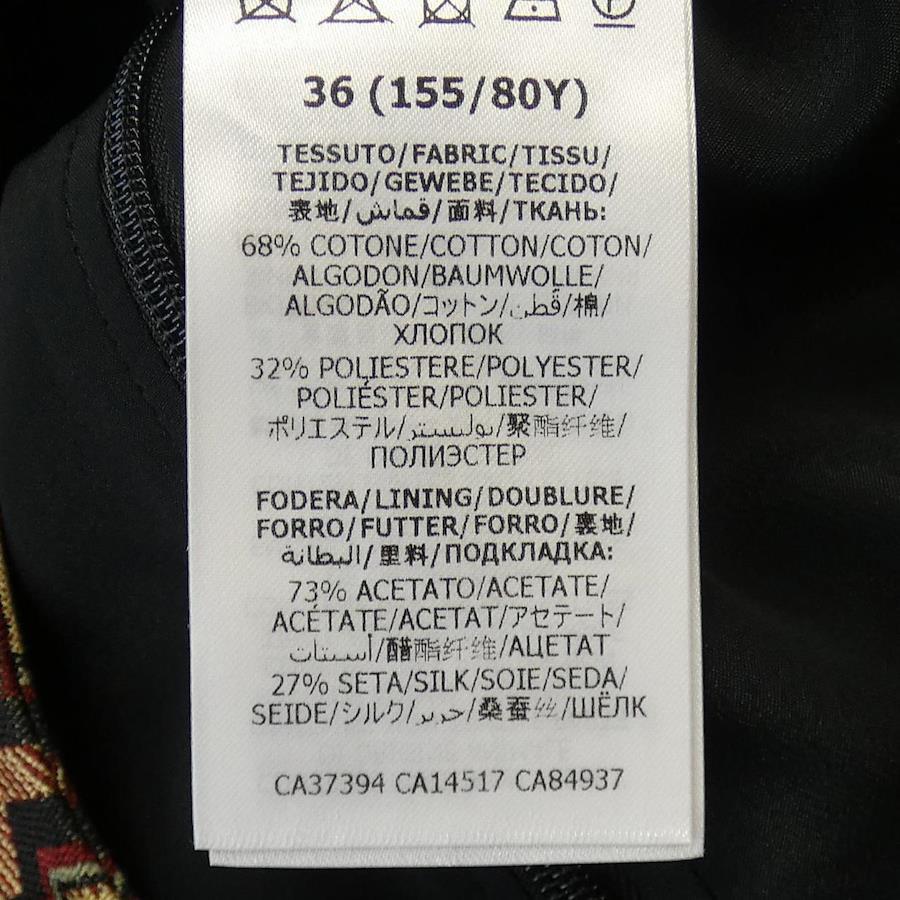 36 (155/80Y)
TESSUTO/FABRIC/TISSU/
TEJIDO/GEWEBE/TECIDO/
表地/قماش/面料/ТКАНЬ:
68% COTONE/COTTON/COTON/
ALGODON/BAUMWOLLE/
ALGODÃO/コットン/قطن/棉/
ХЛОПОК
32% POLIESTERE/POLYESTER/
POLIÉSTER/POLIESTER/
ポリエステル/بوليستر/聚酯纤维/
ПОЛИЭСТЕР
FODERA/LINING/DOUBLURE/
FORRO/FUTTER/FORRO/裏地/
البطانة/里料/ПОДКЛАДКА:
73% ACETATO/ACETATE/
ACÉTATE/ACETAT/アセテート/
أسيتات/醋酯纤维/АЦЕТАТ
27% SETA/SILK/SOIE/SEDA/
SEIDE/シルク/حرير/桑蚕丝/ШЁЛК
CA37394 CA14517 CA84937